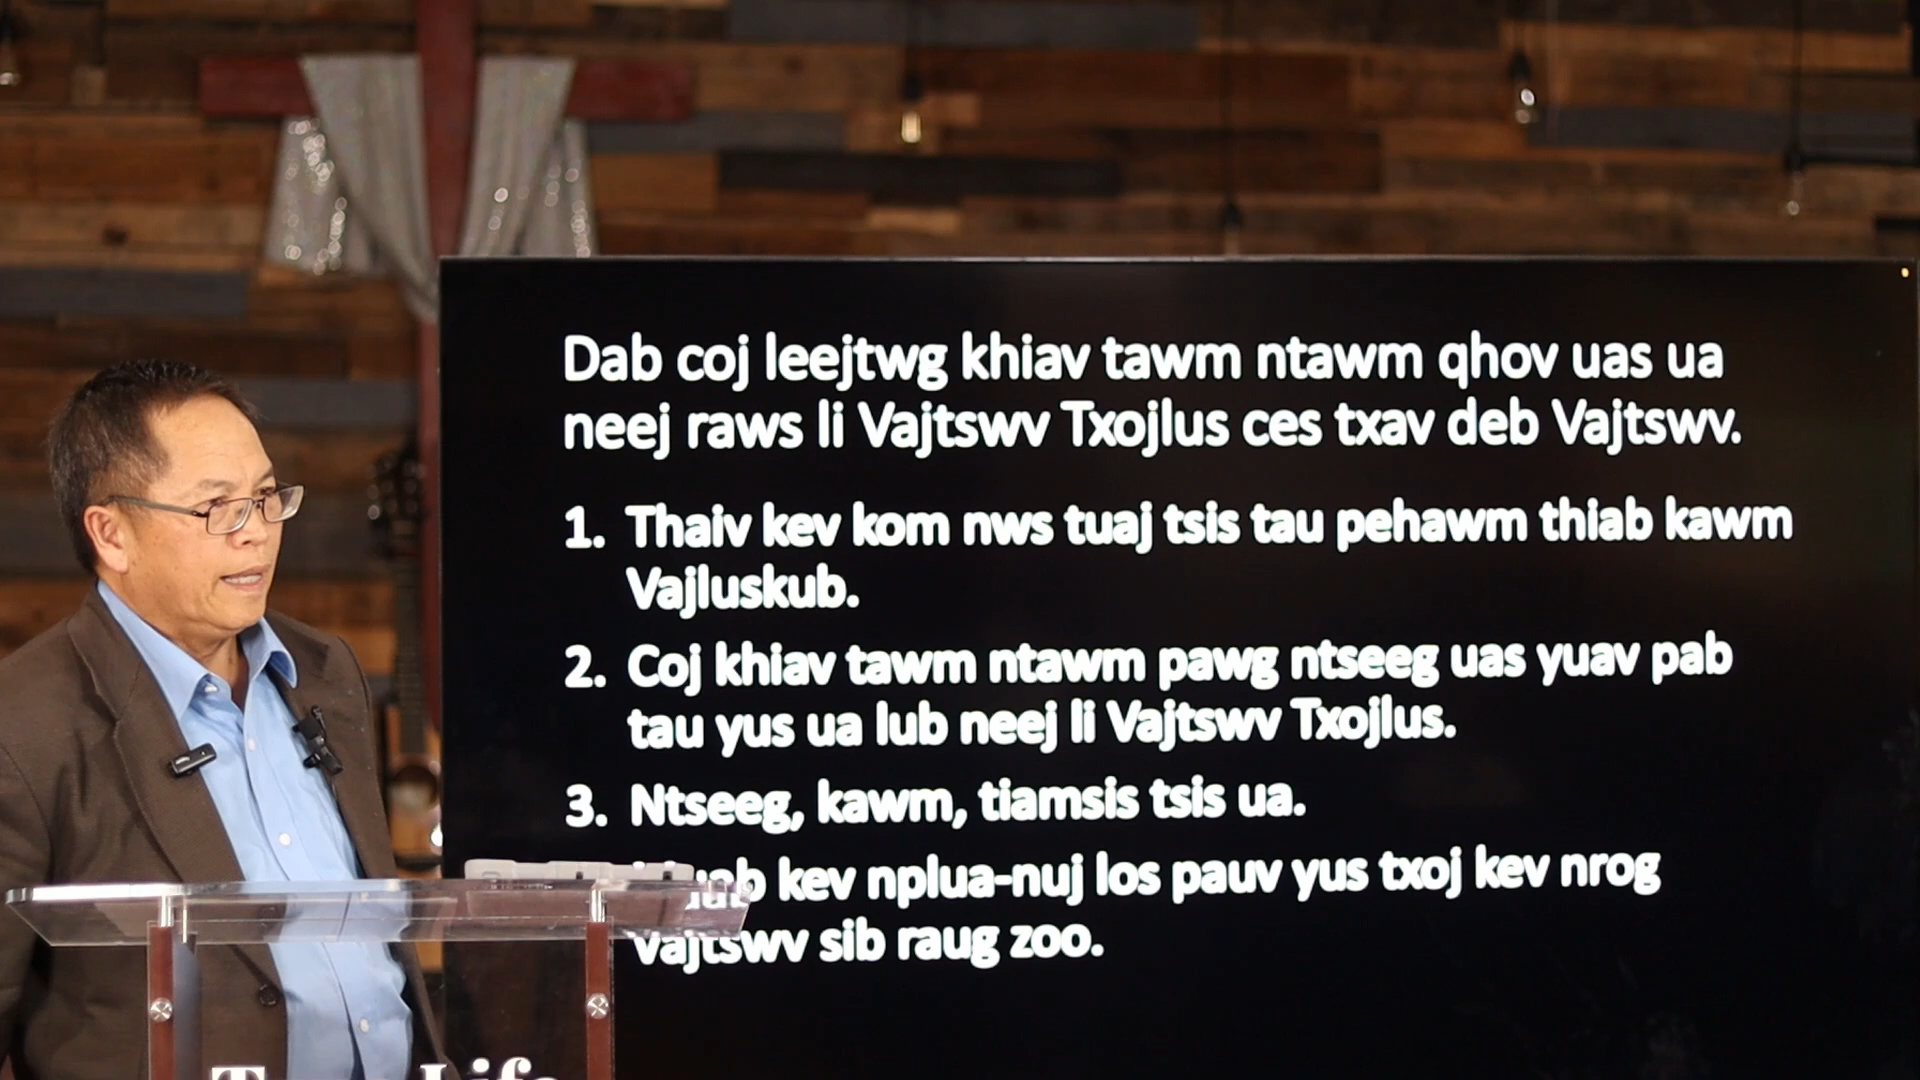 Dab coj leejtwg khiav tawm ntawm qhov uas ua
neej raws li Vajtswv Txojlus ces txav deb Vajtswv.
1. Thaiv kev kom nws tuaj tsis tau pehawm thiab kawm
Vajluskub.
2. Coj khiav tawm ntawm pawg ntseeg uas yuav pab
tau yus ua lub neej li Vajtswv Txojlus.
3. Ntseeg, kawm, tiamsis tsis ua.
kev nplua-nuj los pauv yus txoj kev nrog
Vajtswv sib raug zoo.
Life